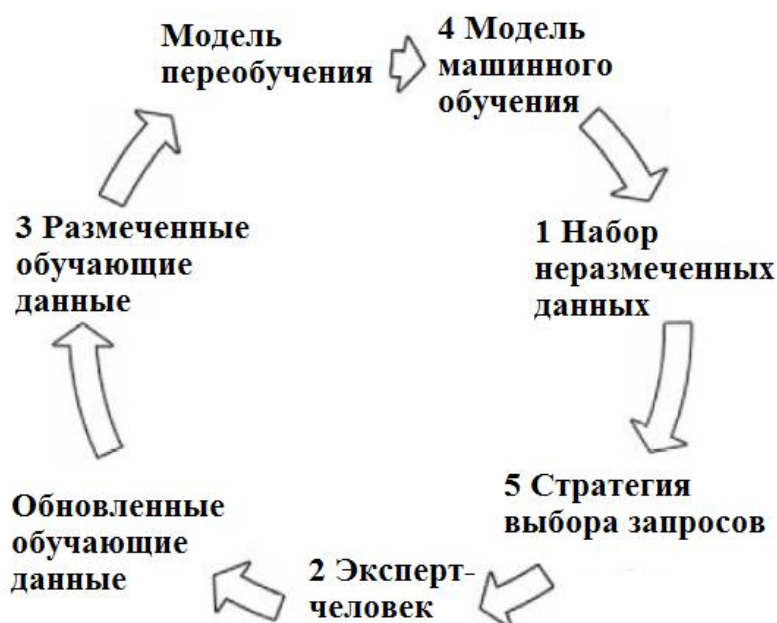 Модель
переобучения
4 Модель
машинного
обучения
1 Набор
неразмеченных
данных
5 Стратегия
выбора запросов
2 Эксперт-
человек
Обновленные
обучающие
данные
3 Размеченные
обучающие
данные